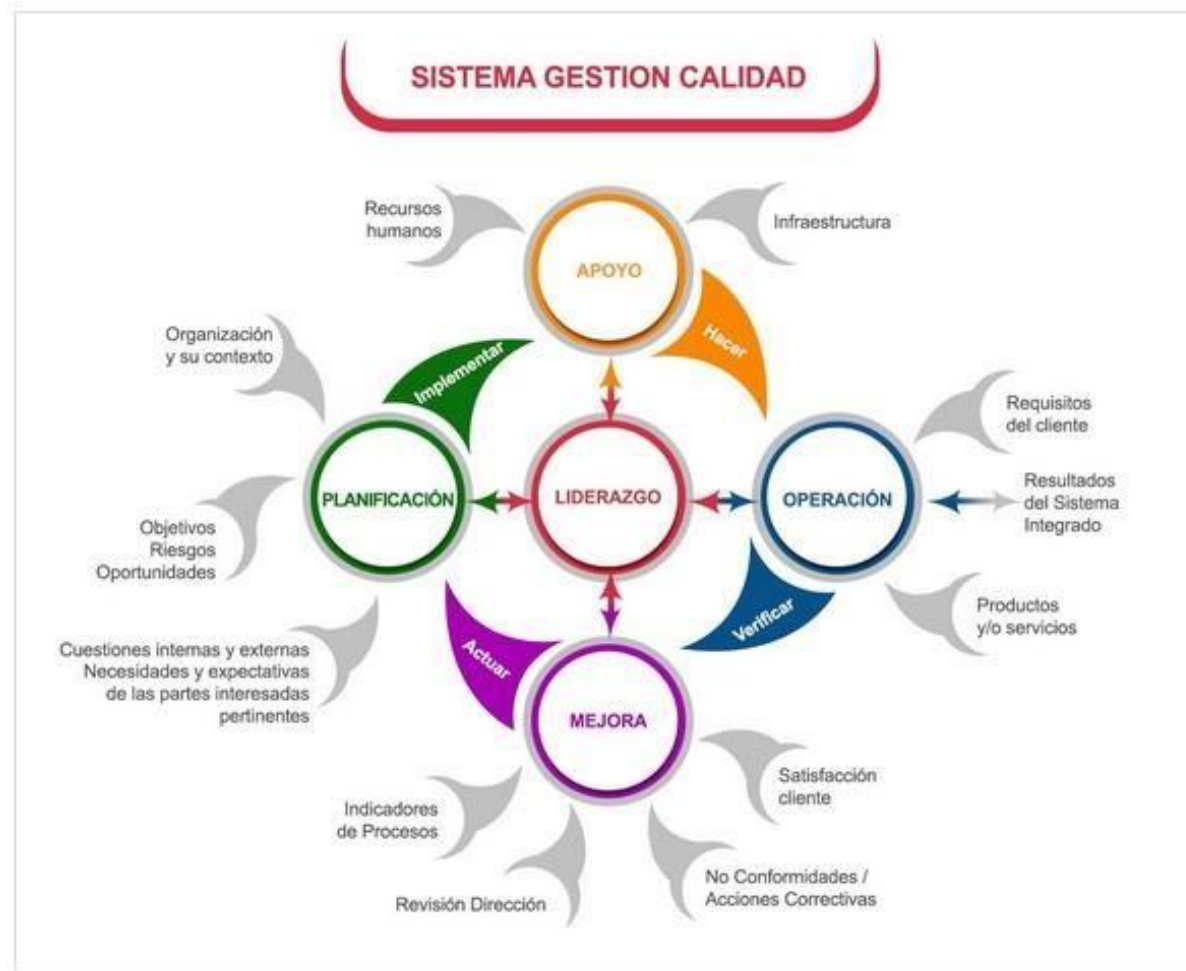 SISTEMA GESTION CALIDAD
Recursos
humanos
APOYO
Infraestructura
Hacer
Implementar
Organización
y su contexto
Requisitos
del cliente
PLANIFICACIÓN
LIDERAZGO
OPERACIÓN
Resultados
del Sistema
Integrado
Objetivos
Riesgos
Oportunidades
Productos
y/o servicios
Verificar
Actuar
Cuestiones internas y externas
Necesidades y expectativas
de las partes interesadas
pertinentes
MEJORA
Satisfacción
cliente
Indicadores
de Procesos
No Conformidades /
Acciones Correctivas
Revisión Dirección